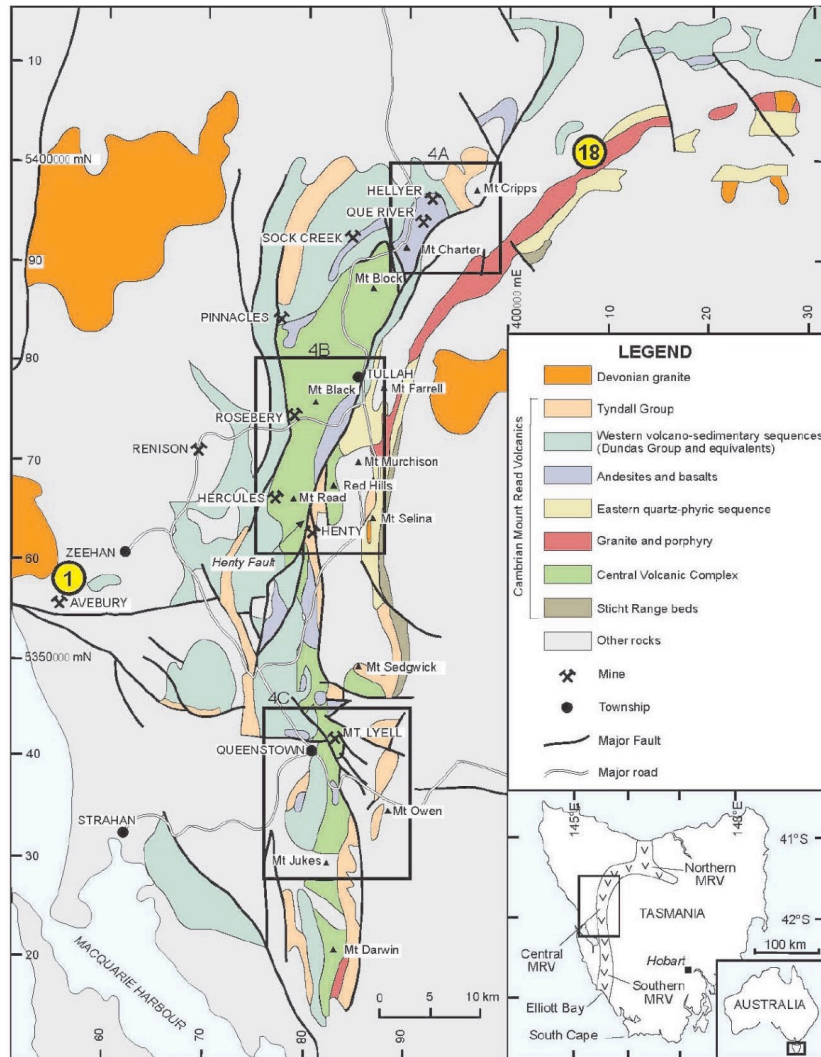 10
5400000 mN
90
80
70
60
5350000 mN
40
30
20
60
70
80
90
400000 mE
10
20
30
4A
18
HELLYER
Mt Cripps
QUE RIVER
SOCK CREEK
Mt Charter
Mt Block
PINNACLES
4B
TULLAH
Mt Black
Mt Farrell
ROSEBERY
RENISON
Mt Murchison
Red Hills
HERCULES
Mt Read
Mt Selina
HENTY
ZEEHAN
Henty Fault
1
AVEBURY
Mt Sedgwick
4C
MT LYELL
QUEENSTOWN
STRAHAN
Mt Owen
Mt Jukes
Mt Darwin
MACQUARIE HARBOUR
0 5 10 km
LEGEND
Devonian granite
Cambrian Mount Read Volcanics
Tyndall Group
Western volcano-sedimentary sequences
(Dundas Group and equivalents)
Andesites and basalts
Eastern quartz-phyric sequence
Granite and porphyry
Central Volcanic Complex
Sticht Range beds
Other rocks
Mine
Township
Major Fault
Major road
145°E
148°E
41°S
Northern
MRV
TASMANIA
42°S
100 km
Central
MRV
Hobart
Southern
MRV
Elliott Bay
South Cape
AUSTRALIA